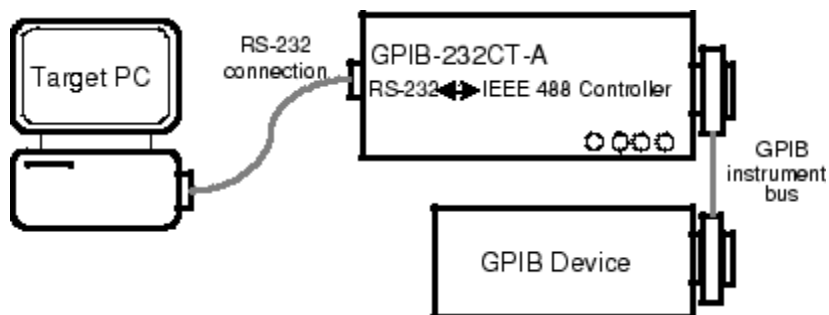 Target PC
RS-232
connection
GPIB-232CT-A
RS-232 IEEE 488 Controller
GPIB
instrument
bus
GPIB Device